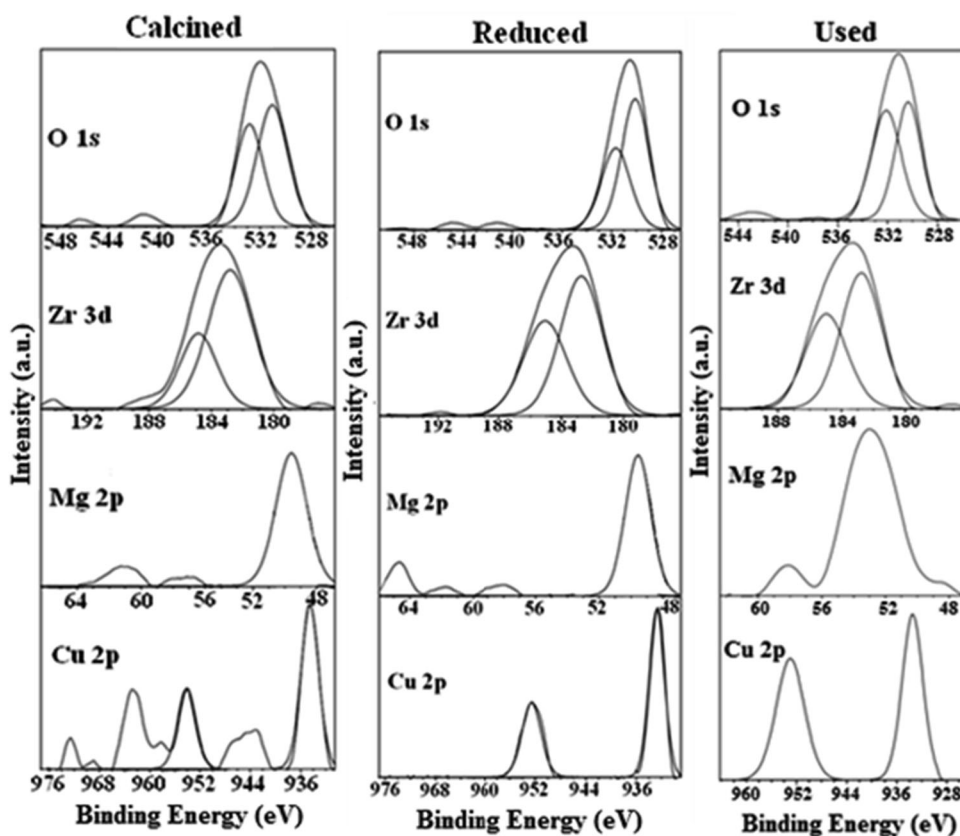 Calcined
Reduced
Used
Intensity (a.u.)
O 1s
548 544 540 536 532 528
Zr 3d
192 188 184 180
Mg 2p
64 60 56 52 48
Cu 2p
976 968 960 952 944 936
Binding Energy (eV)
Intensity (a.u.)
O 1s
548 544 540 536 532 528
Zr 3d
192 188 184 180
Mg 2p
64 60 56 52 48
Cu 2p
976 968 960 952 944 936
Binding Energy (eV)
Intensity (a.u.)
O 1s
544 540 536 532 528
Zr 3d
188 184 180
Mg 2p
60 56 52 48
Cu 2p
960 952 944 936 928
Binding Energy (eV)